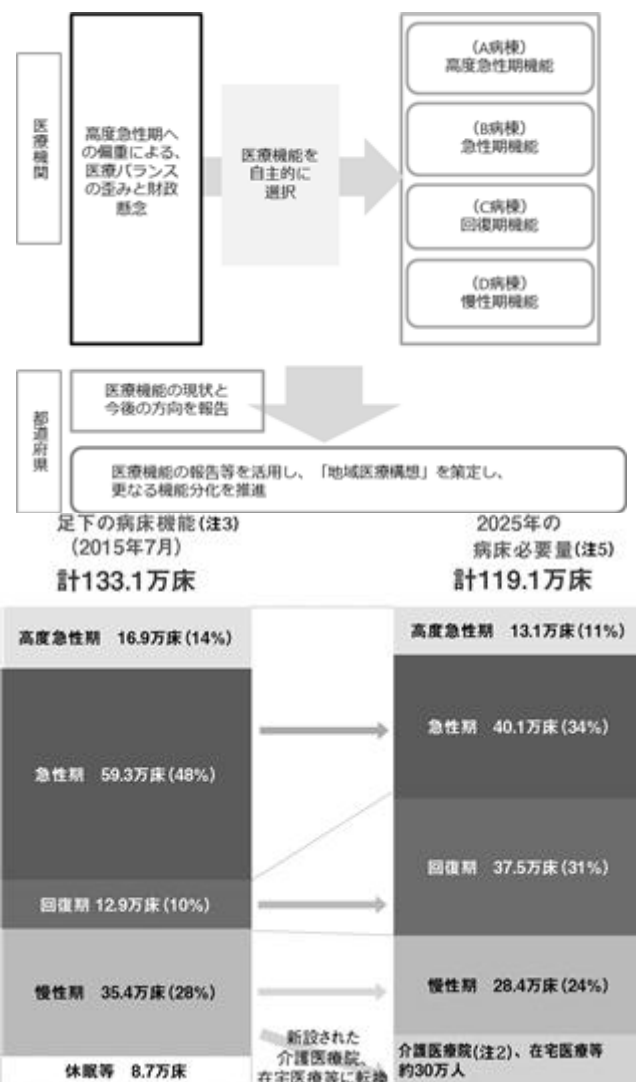 医療機関
高度急性期へ
の偏重による、
医療バランス
の歪みと財政
懸念
医療機能を
自主的に
選択
(A病棟)
高度急性期機能
(B病棟)
急性期機能
(C病棟)
回復期機能
(D病棟)
慢性期機能
都道府県
医療機能の現状と
今後の方向を報告
医療機能の報告等を活用し、「地域医療構想」を策定し、
更なる機能分化を推進
足下の病床機能(注3)
(2015年7月)
計133.1万床
2025年の
病床必要量(注5)
計119.1万床
高度急性期 16.9万床(14%)
急性期 59.3万床(48%)
回復期 12.9万床(10%)
慢性期 35.4万床(28%)
休眠等 8.7万床
新設された
介護医療院、
在宅医療等に転換
高度急性期 13.1万床(11%)
急性期 40.1万床(34%)
回復期 37.5万床(31%)
慢性期 28.4万床(24%)
介護医療院(注2)、在宅医療等
約30万人